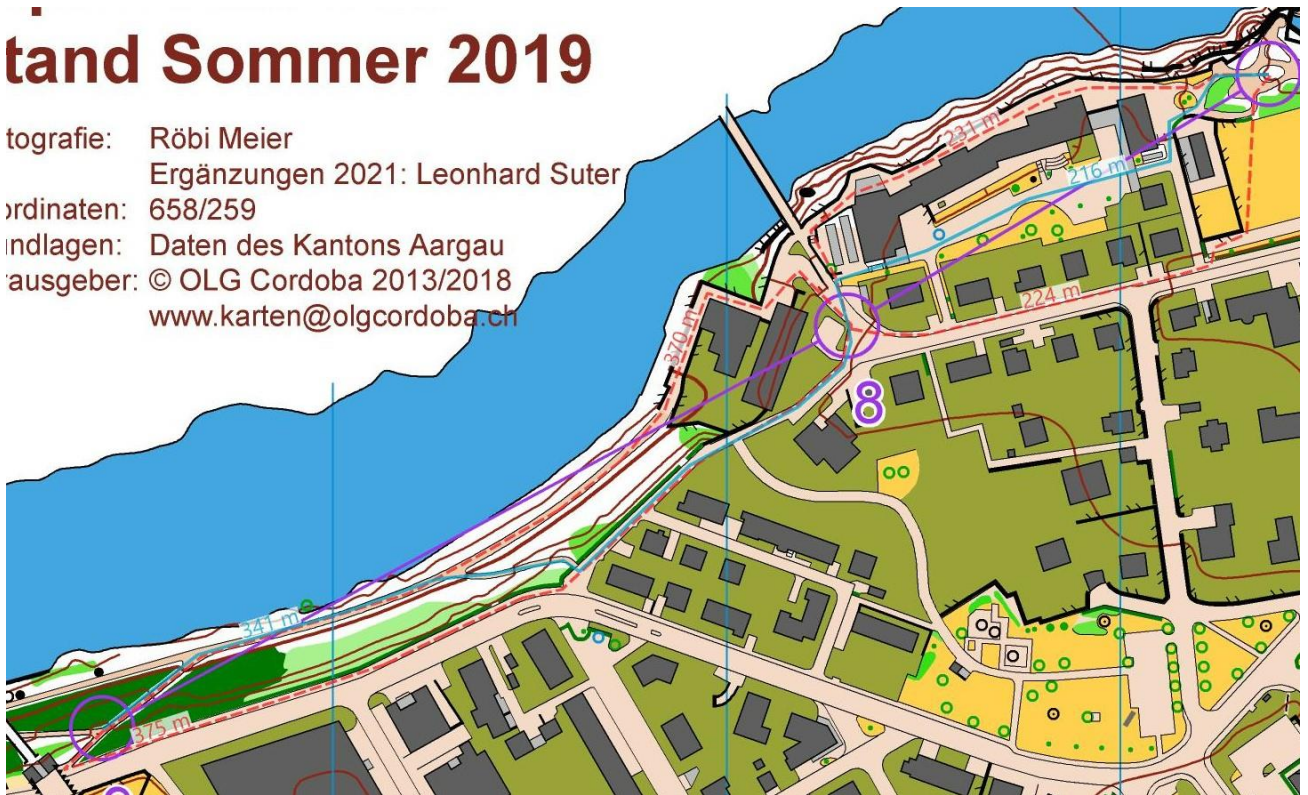 tand Sommer 2019
tografie: Röbi Meier
Ergänzungen 2021: Leonhard Suter
ordinaten: 658/259
ndlagen: Daten des Kantons Aargau
rausgeber: © OLG Cordoba 2013/2018
www.karten@olgcordoba.ch
231 m
216 m
224 m
370 m
8
341 m
375 m